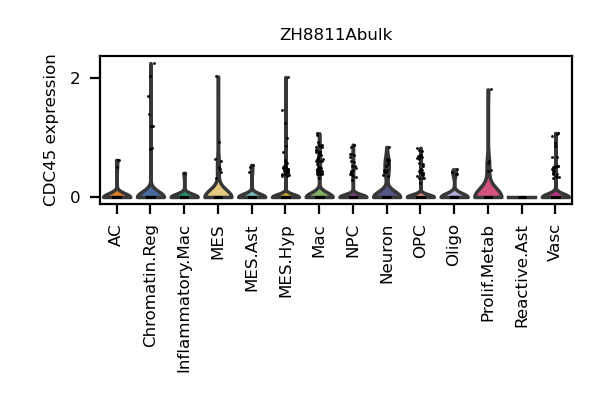 ZH8811Abulk
CDC45 expression
2
0
AC
Chromatin.Reg
Inflammatory.Mac
MES
MES.Ast
MES.Hyp
Mac
NPC
Neuron
OPC
Oligo
Prolif.Metab
Reactive.Ast
Vasc